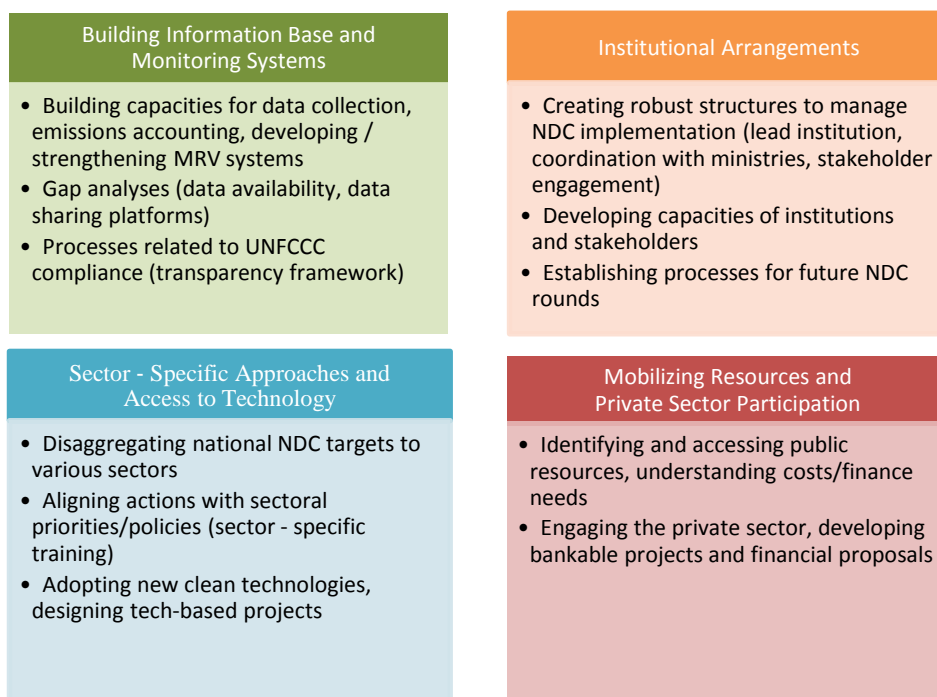 Building Information Base and
Monitoring Systems
• Building capacities for data collection,
emissions accounting, developing /
strengthening MRV systems
• Gap analyses (data availability, data
sharing platforms)
• Processes related to UNFCCC
compliance (transparency framework)
Institutional Arrangements
• Creating robust structures to manage
NDC implementation (lead institution,
coordination with ministries, stakeholder
engagement)
• Developing capacities of institutions
and stakeholders
• Establishing processes for future NDC
rounds
Sector - Specific Approaches and
Access to Technology
• Disaggregating national NDC targets to
various sectors
• Aligning actions with sectoral
priorities/policies (sector - specific
training)
• Adopting new clean technologies,
designing tech-based projects
Mobilizing Resources and
Private Sector Participation
• Identifying and accessing public
resources, understanding costs/finance
needs
• Engaging the private sector, developing
bankable projects and financial proposals